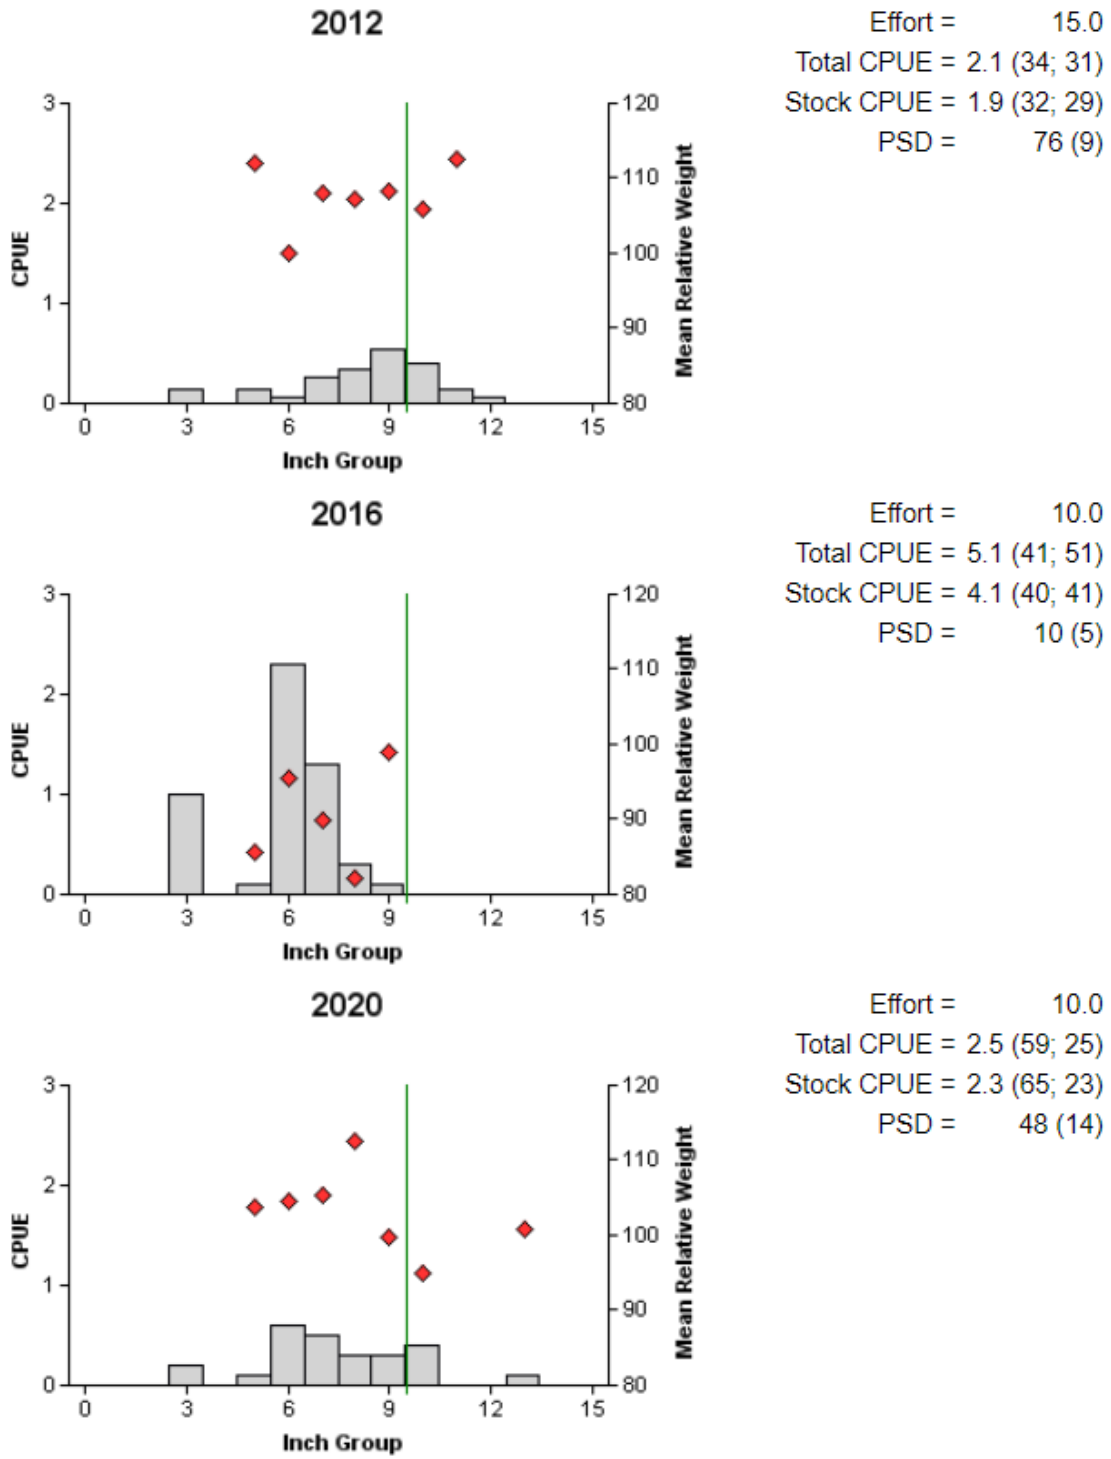 2012
Effort = 15.0
Total CPUE = 2.1 (34; 31)
Stock CPUE = 1.9 (32; 29)
PSD = 76 (9)
3 120
110
2
CPUE
100
Mean Relative Weight
1
90
0 80
0 3 6 9 12 15
Inch Group
2016
Effort = 10.0
Total CPUE = 5.1 (41; 51)
Stock CPUE = 4.1 (40; 41)
PSD = 10 (5)
3 120
110
2
CPUE
100
Mean Relative Weight
1
90
0 80
0 3 6 9 12 15
Inch Group
2020
Effort = 10.0
Total CPUE = 2.5 (59; 25)
Stock CPUE = 2.3 (65; 23)
PSD = 48 (14)
3 120
110
2
CPUE
100
Mean Relative Weight
1
90
0 80
0 3 6 9 12 15
Inch Group